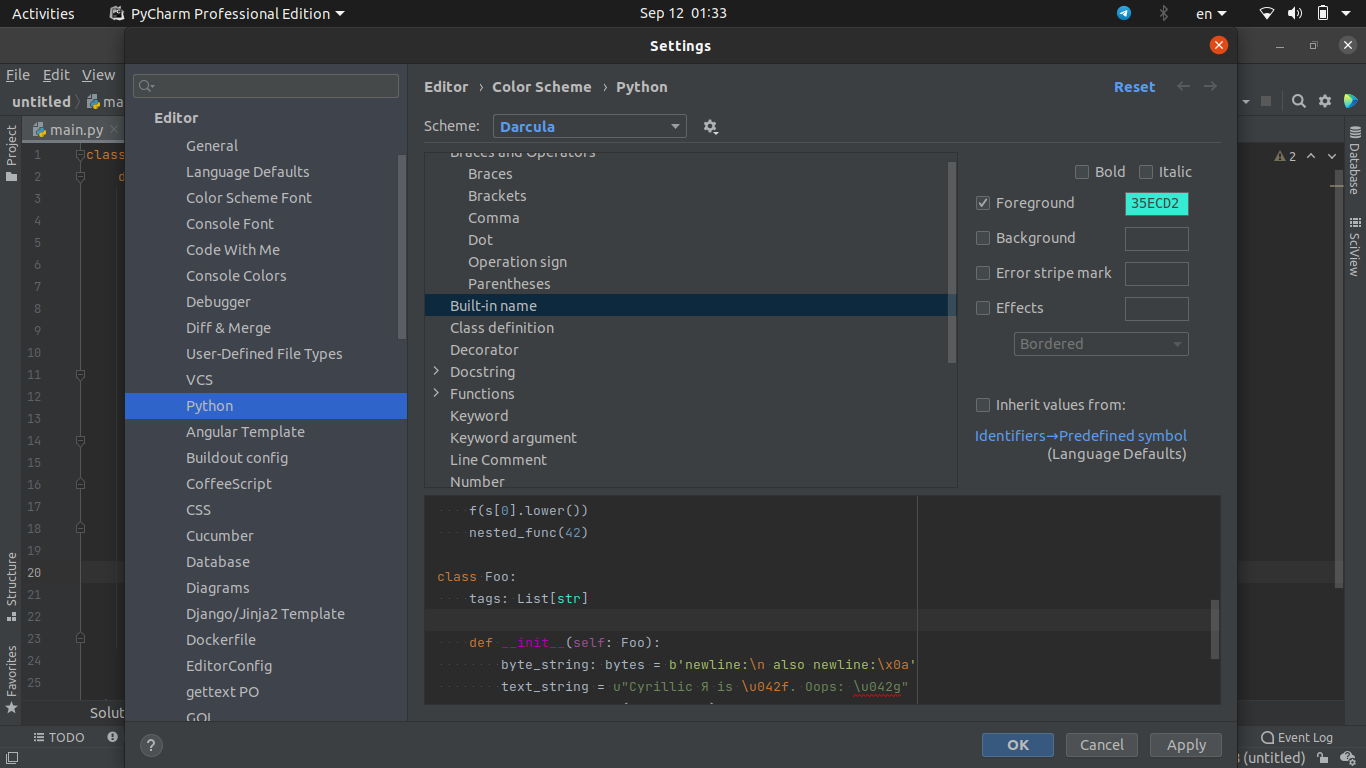 Activities PyCharm Professional Edition Sep 12 01:33 en
Settings
File Edit View
untitled ma
main.py
Project
Structure
Favorites
1 class
2 d
3
4
5
6
7
8
9
10
11
12
13
14
15
16
17
18
19
20
21
22
23
24
25
Solut
TODO
Editor
General
Language Defaults
Color Scheme Font
Console Font
Code With Me
Console Colors
Debugger
Diff & Merge
User-Defined File Types
VCS
Python
Angular Template
Buildout config
CoffeeScript
CSS
Cucumber
Database
Diagrams
Django/Jinja2 Template
Dockerfile
EditorConfig
gettext PO
GQL
Editor › Color Scheme › Python Reset
Scheme: Darcula
Braces and Operators
Braces
Brackets
Comma
Dot
Operation sign
Parentheses
Built-in name
Class definition
Decorator
Docstring
Functions
Keyword
Keyword argument
Line Comment
Number
Bold Italic
Foreground 35ECD2
Background
Error stripe mark
Effects
Bordered
Inherit values from:
Identifiers→Predefined symbol
(Language Defaults)
f(s[0].lower())
nested_func(42)
class Foo:
tags: List[str]
def __init__(self: Foo):
byte_string: bytes = b'newline:\n also newline:\x0a'
text_string = u"Cyrillic Я is \u042f. Oops: \u042g"
? OK Cancel Apply
2
Database
SciView
Event Log
(untitled)